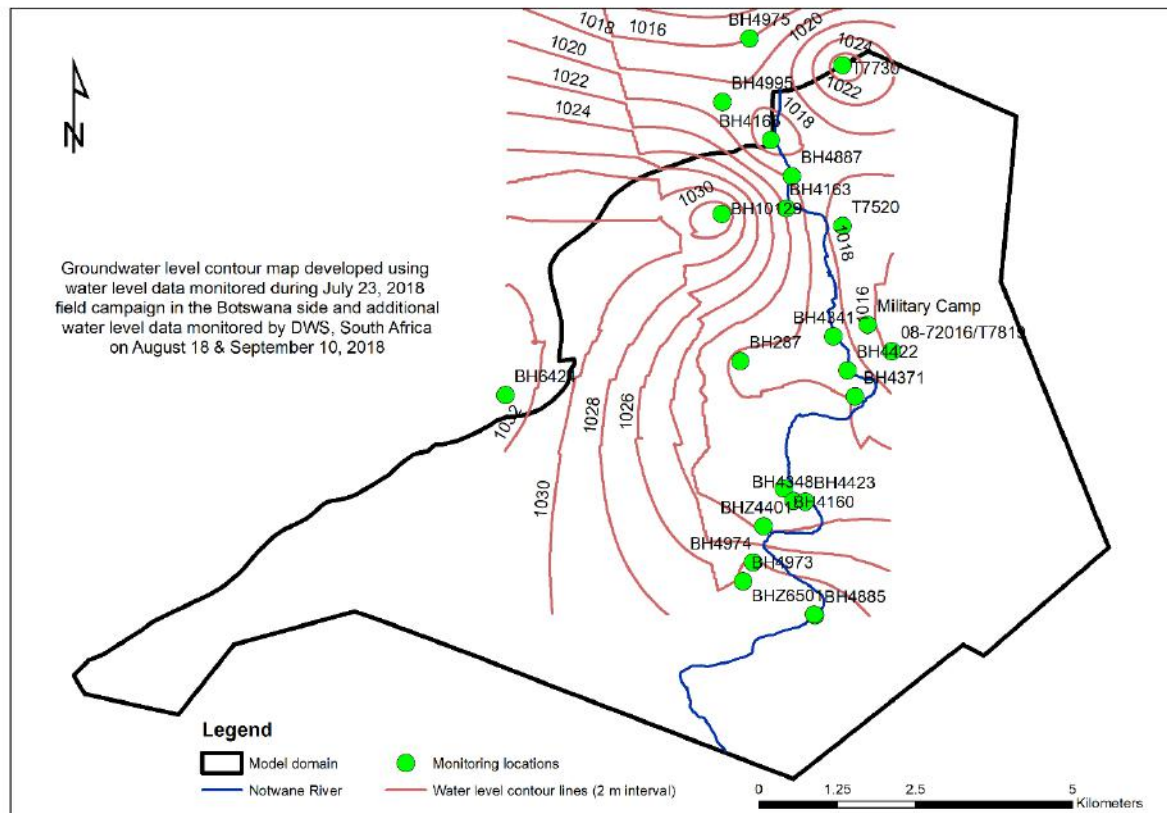 BH4975
1018
1016
1020
1020
1024
T7730
1022
1022
BH4995
1024
BH4165
1018
BH4887
N
1030
BH4163
BH10129
T7520
1018
Groundwater level contour map developed using
water level data monitored during July 23, 2018
field campaign in the Botswana side and additional
water level data monitored by DWS, South Africa
on August 18 & September 10, 2018
1016
Military Camp
BH4341
08-72016/T7819
BH287
BH4422
BH4371
BH6424
1032
1028
1026
1030
BH4348
BH4423
BHZ4401
BH4160
BH4974
BH4973
BHZ6501
BH4885
Legend
Model domain
Monitoring locations
Notwane River
Water level contour lines (2 m interval)
0 1.25 2.5 5
Kilometers